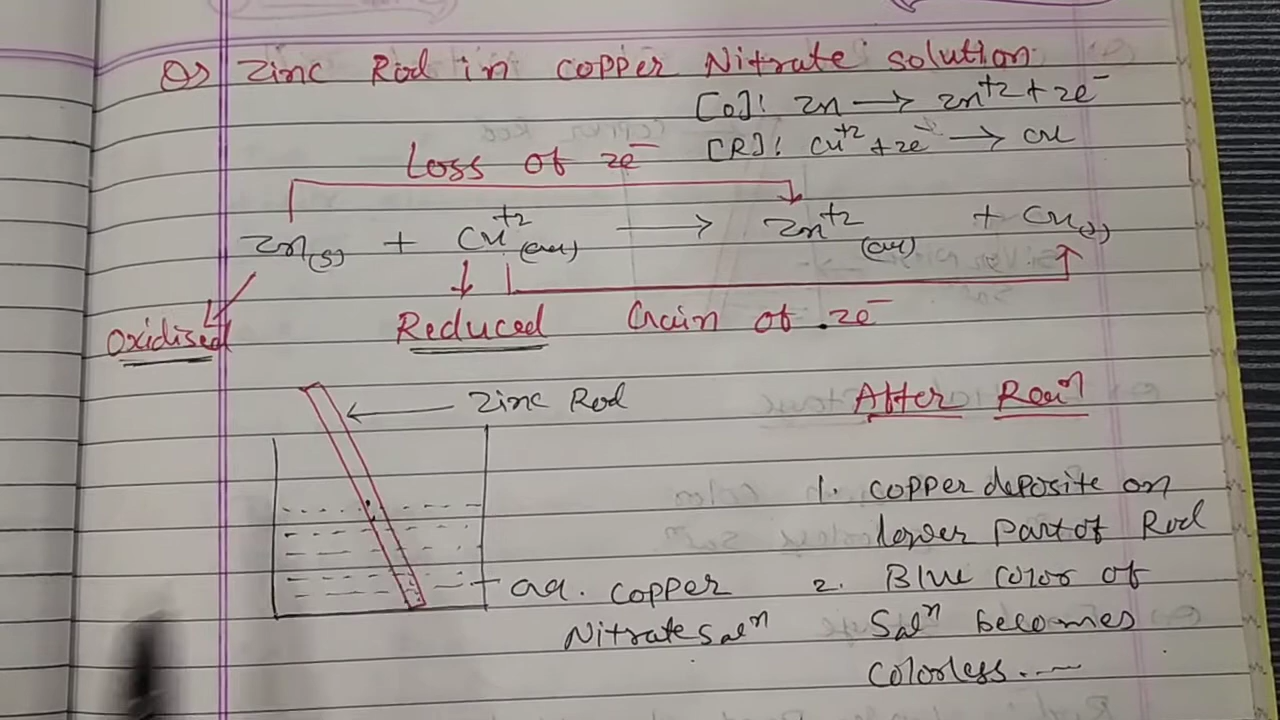 Q) Zinc Rod in copper Nitrate solution
[O]: Zn → Zn⁺² + 2e⁻
[R]: Cu⁺² + 2e⁻ → Cu
Loss of 2e⁻
Zn(s) + Cu⁺²(aq) → Zn⁺²(aq) + Cu(s)
Oxidised
Reduced
Gain of 2e⁻
Zinc Rod
After Reaⁿ
1. copper deposite on
lower part of Rod
aq. copper
Nitrate Solⁿ
2. Blue color of
Solⁿ becomes
colorless.